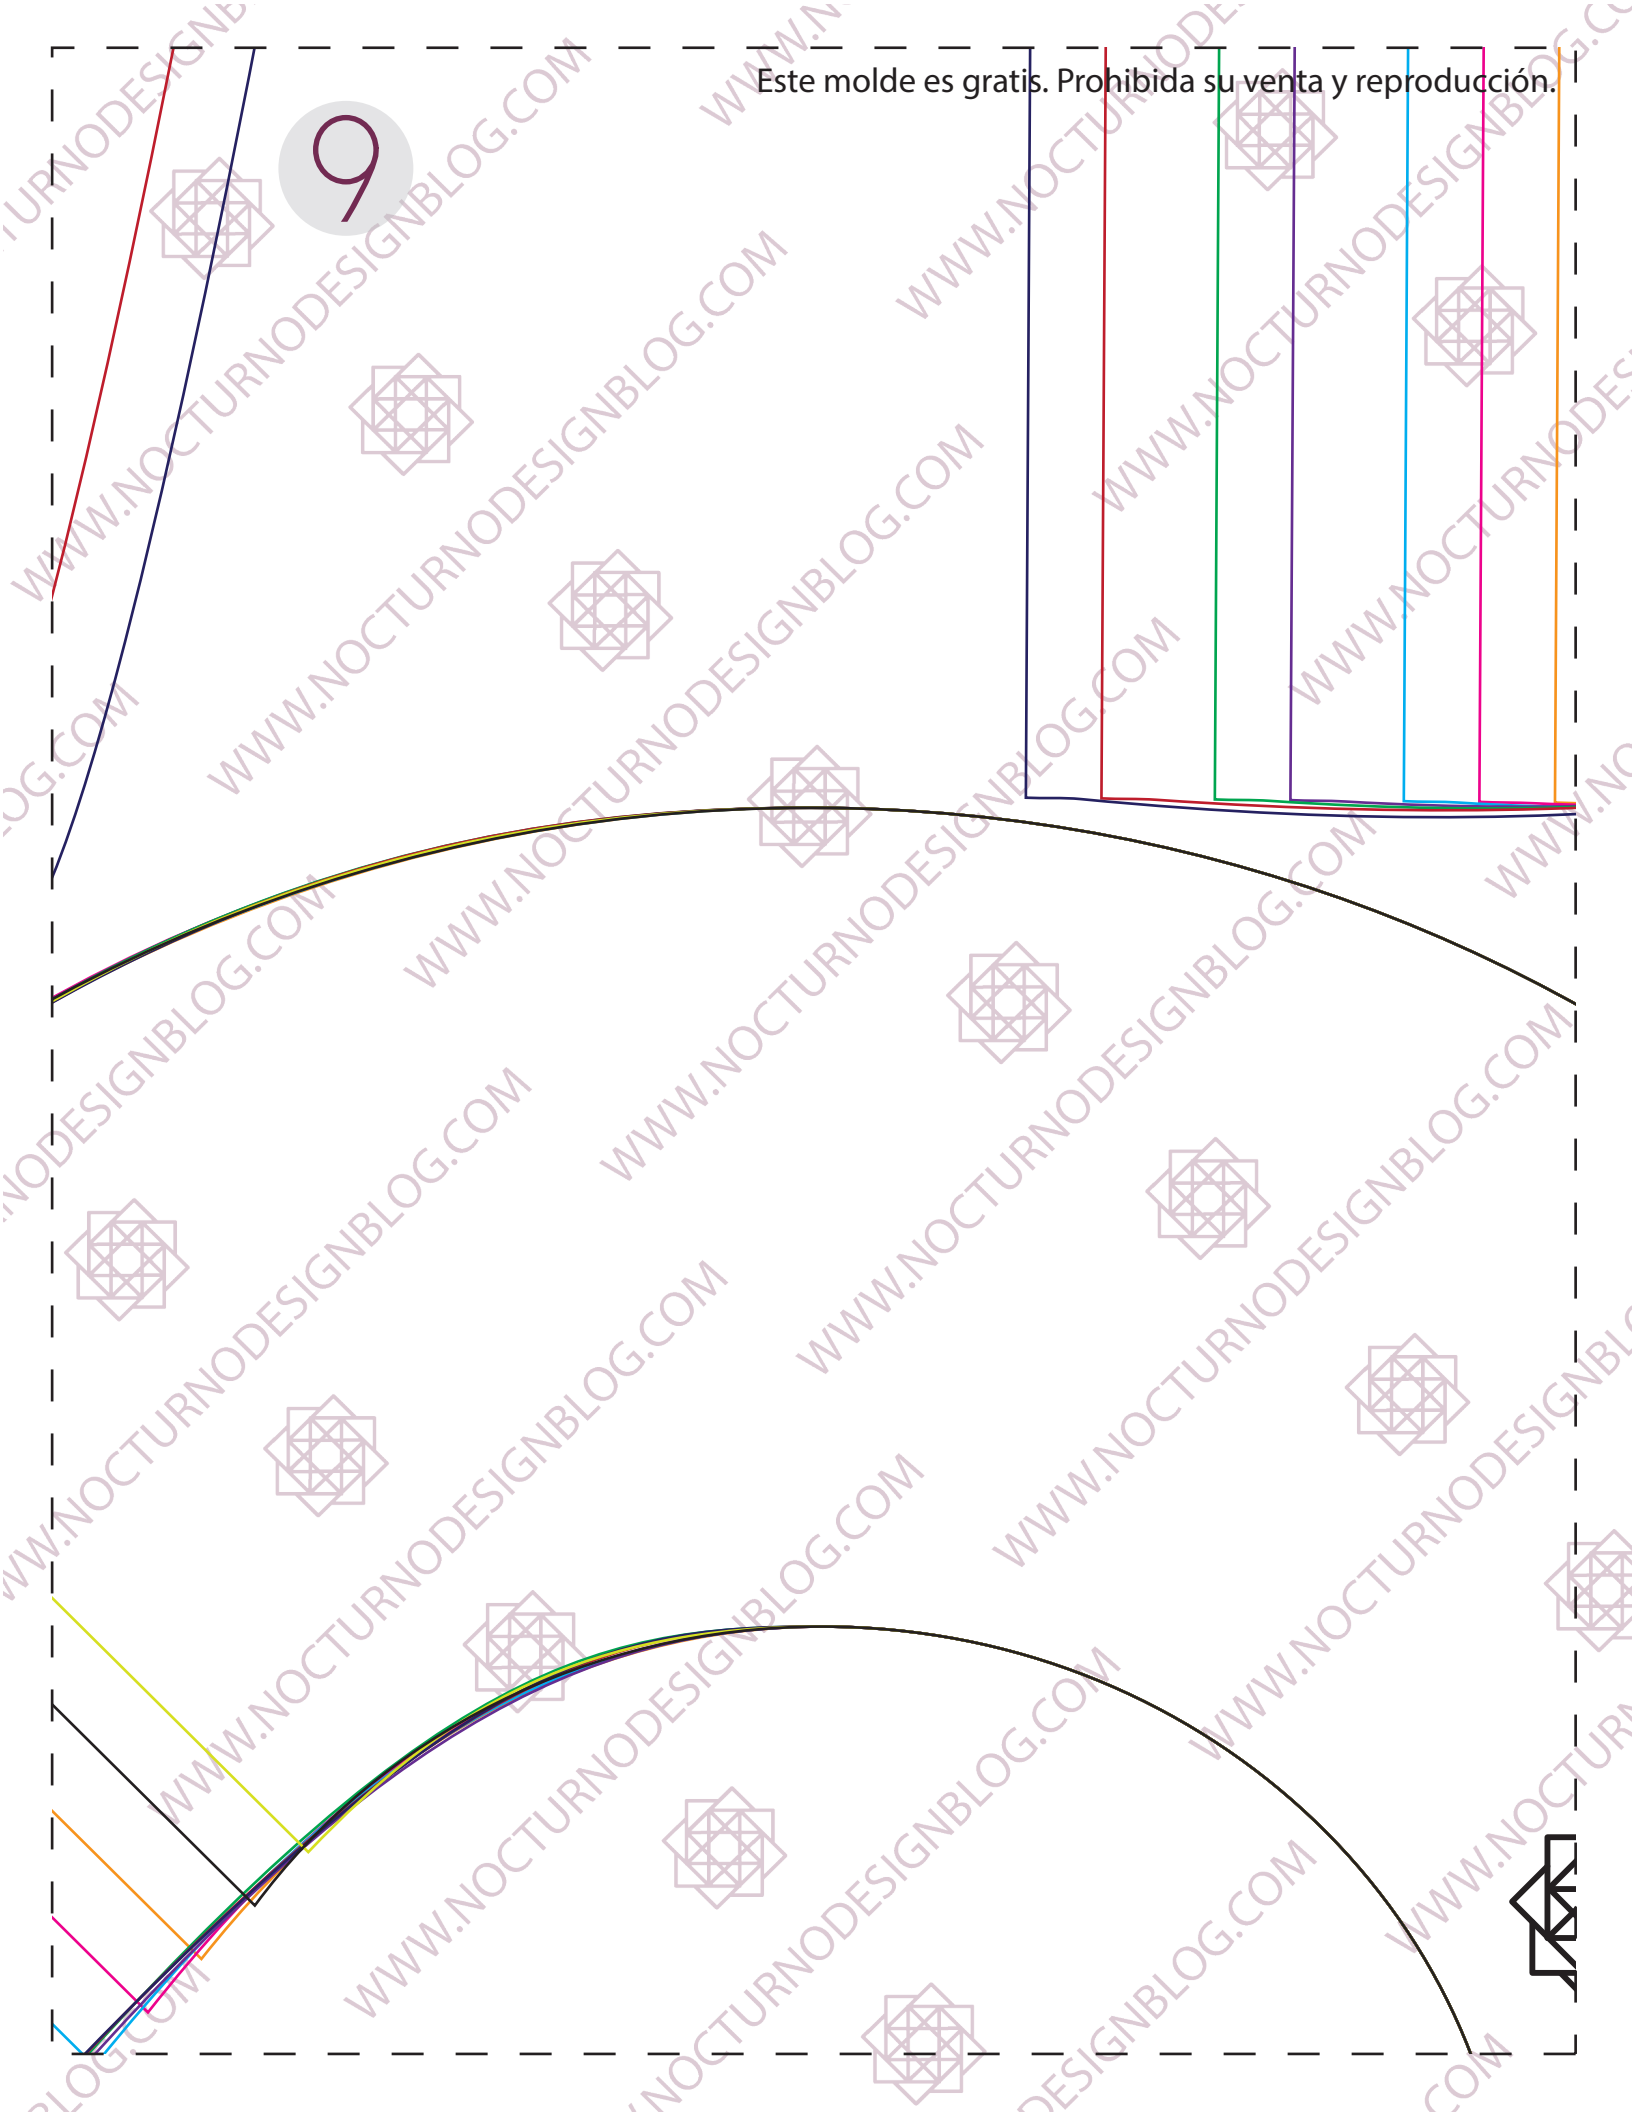 Este molde es gratis. Prohibida su venta y reproducción.
9
WWW.NOCTURNODESIGNBLOG.COM